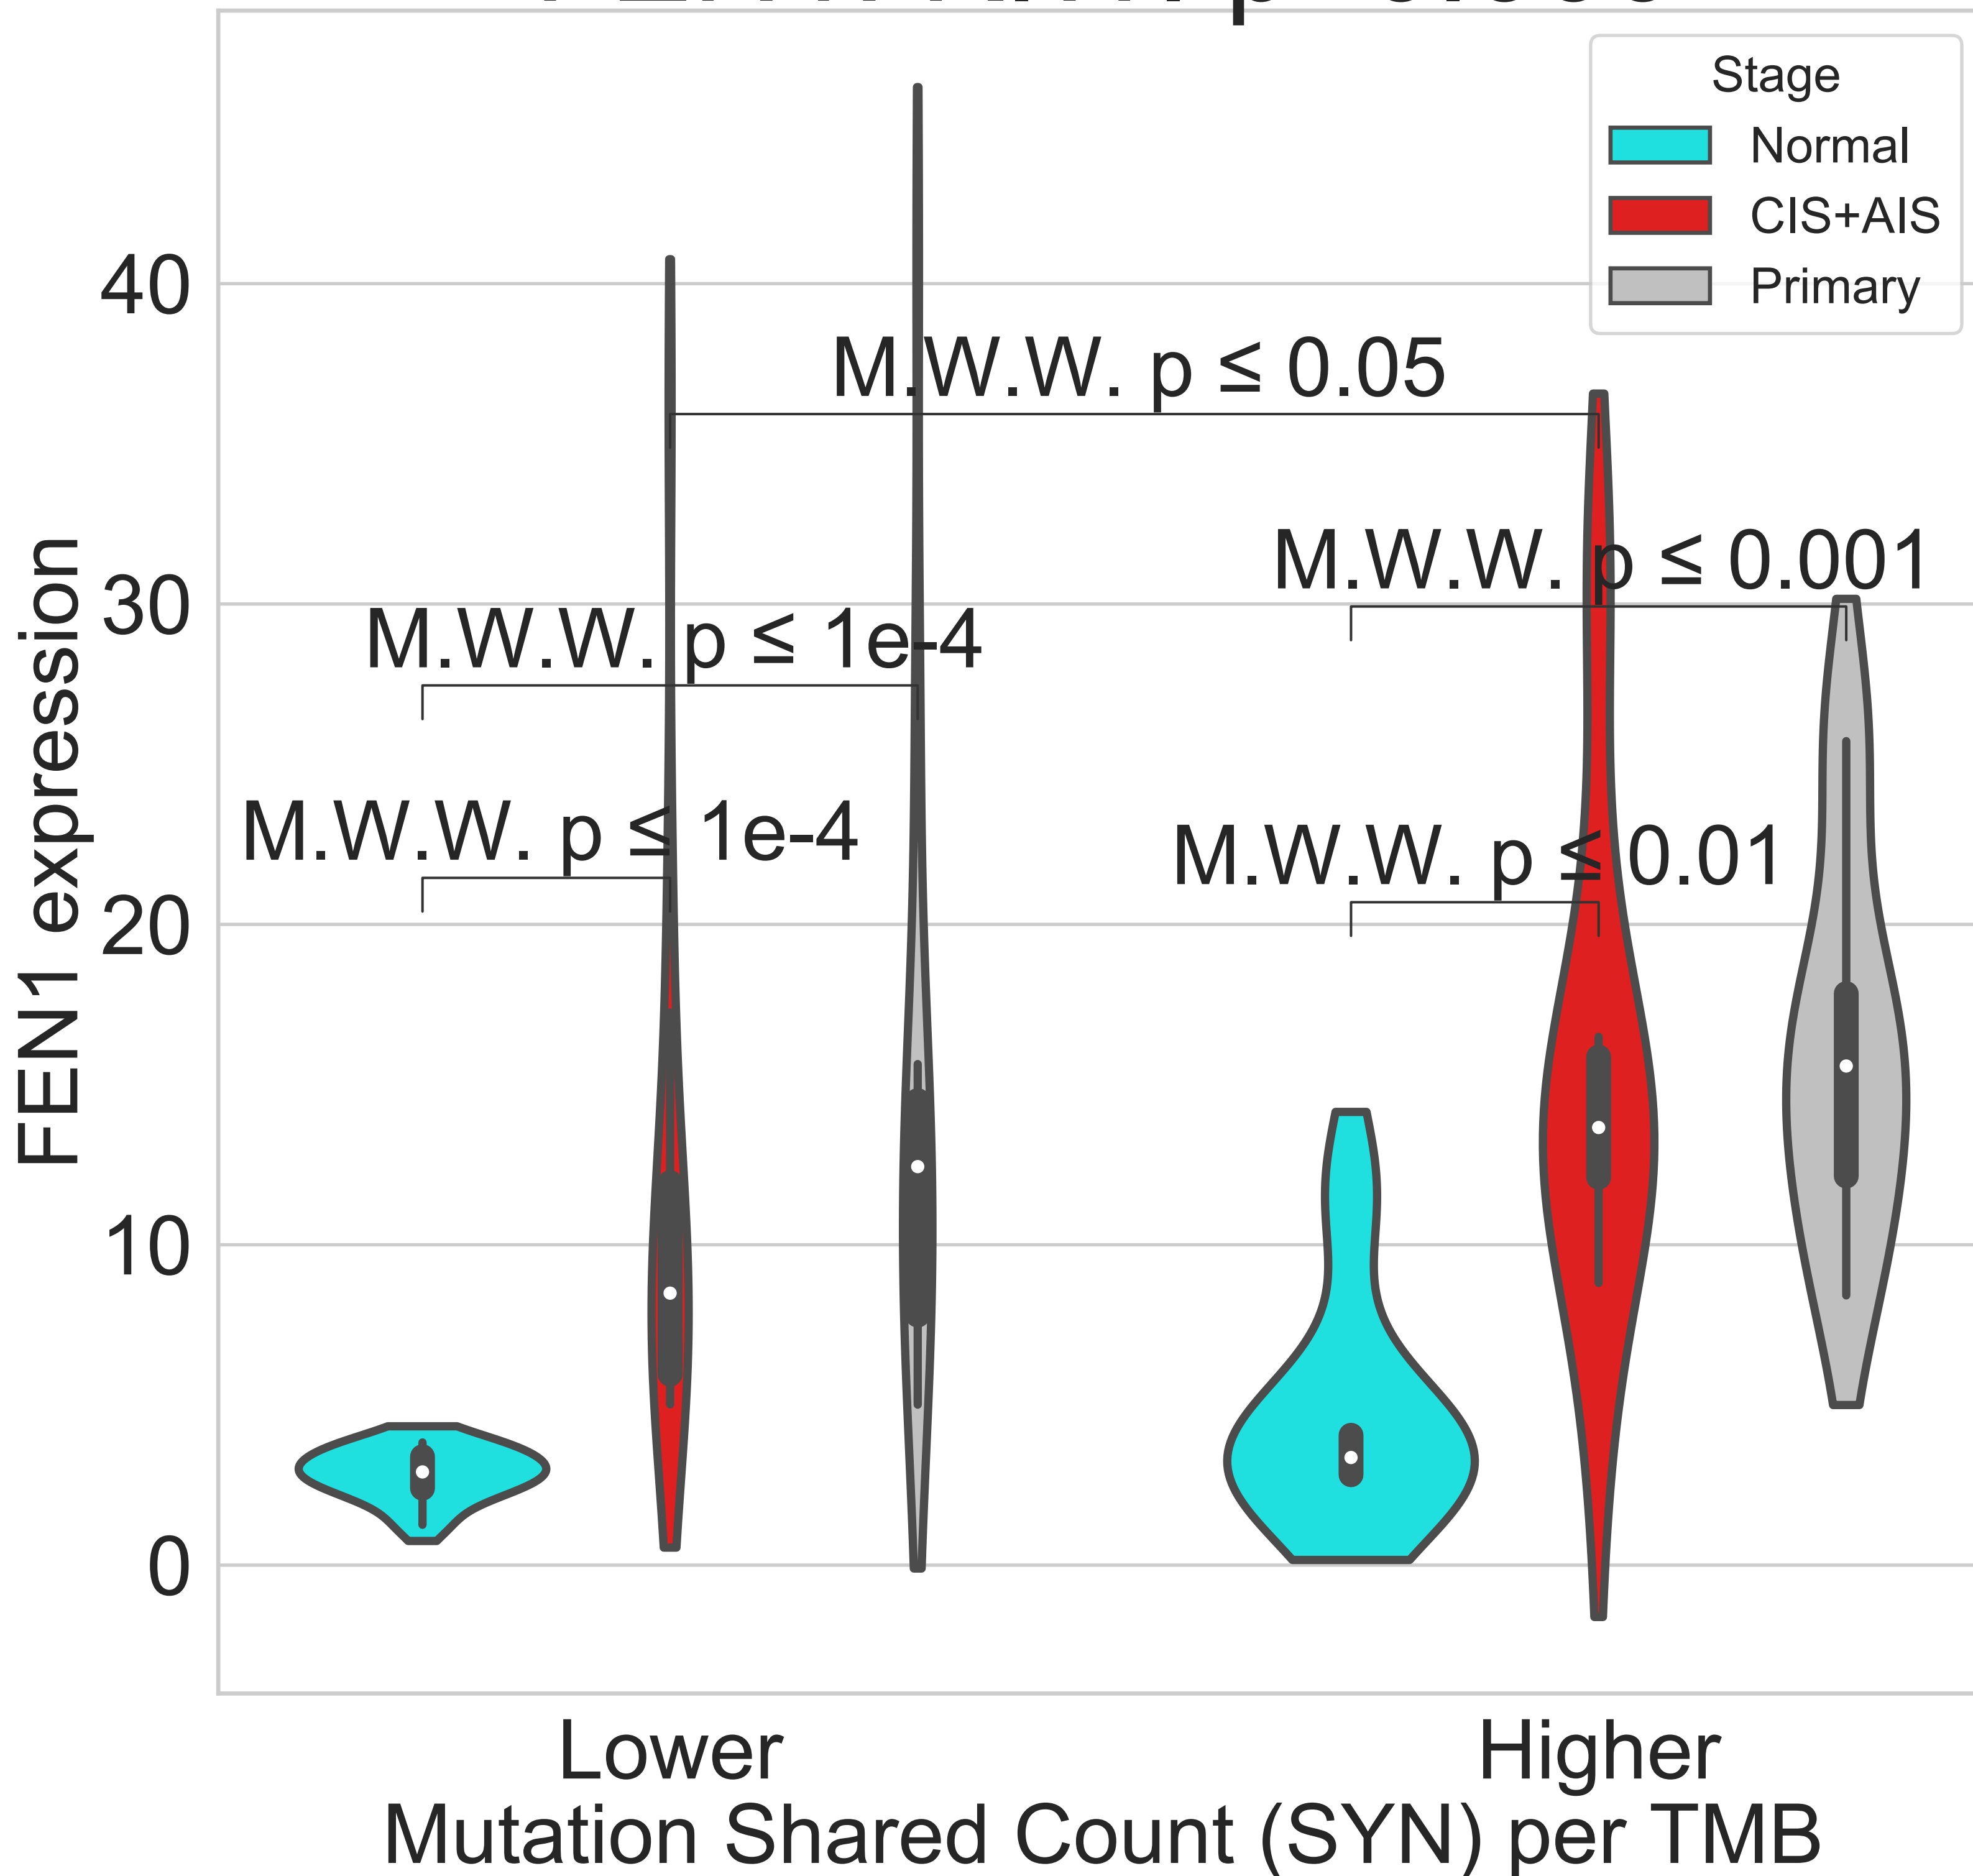 Stage
Normal
CIS+AIS
Primary
40
M.W.W. p ≤ 0.05
M.W.W. p ≤ 0.001
30
M.W.W. p ≤ 1e-4
M.W.W. p ≤ 1e-4
M.W.W. p ≤ 0.01
20
10
0
FEN1 expression
Lower
Higher
Mutation Shared Count (SYN) per TMB